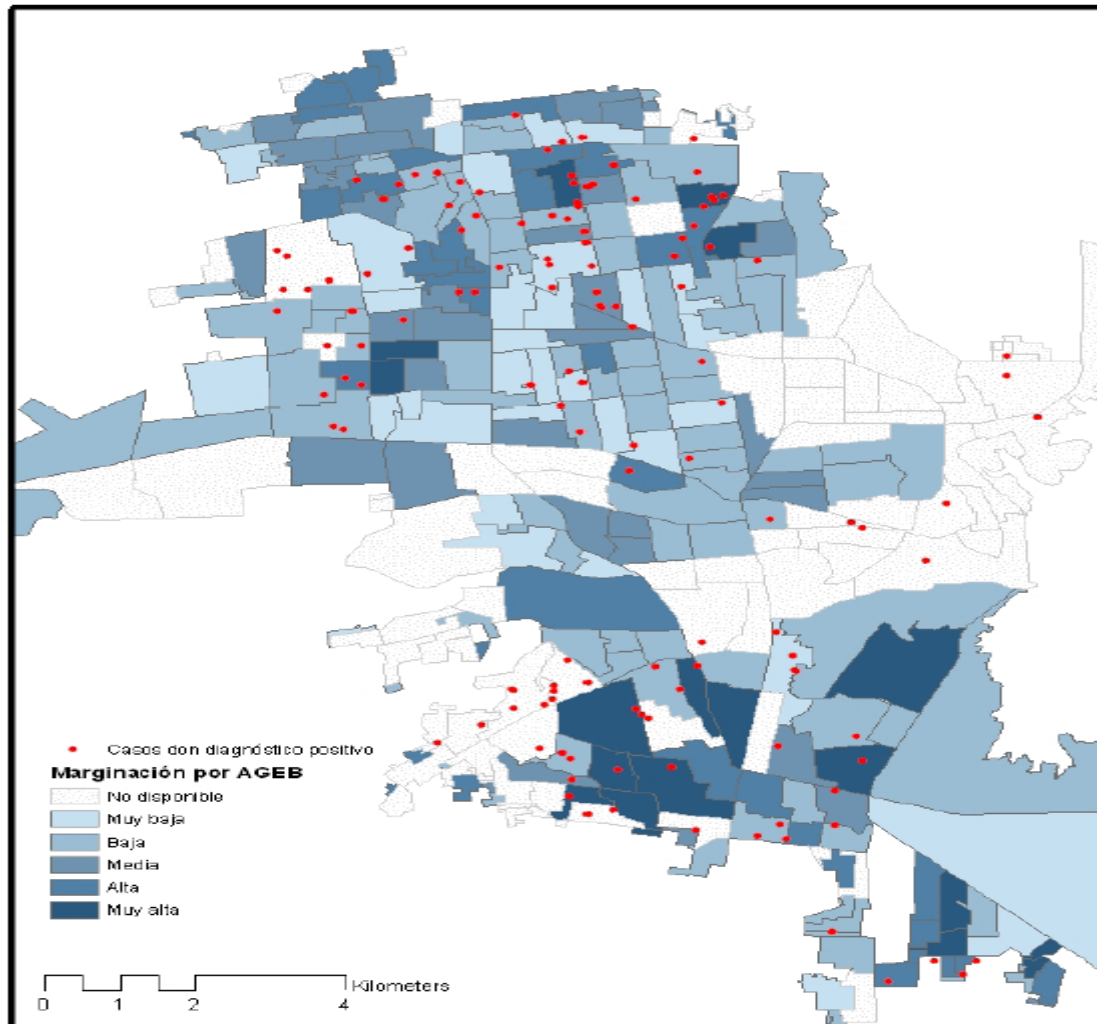 Casos don diagnóstico positivo
Marginación por AGEB
No disponible
Muy baja
Baja
Media
Alta
Muy alta
Kilometers
0 1 2 4